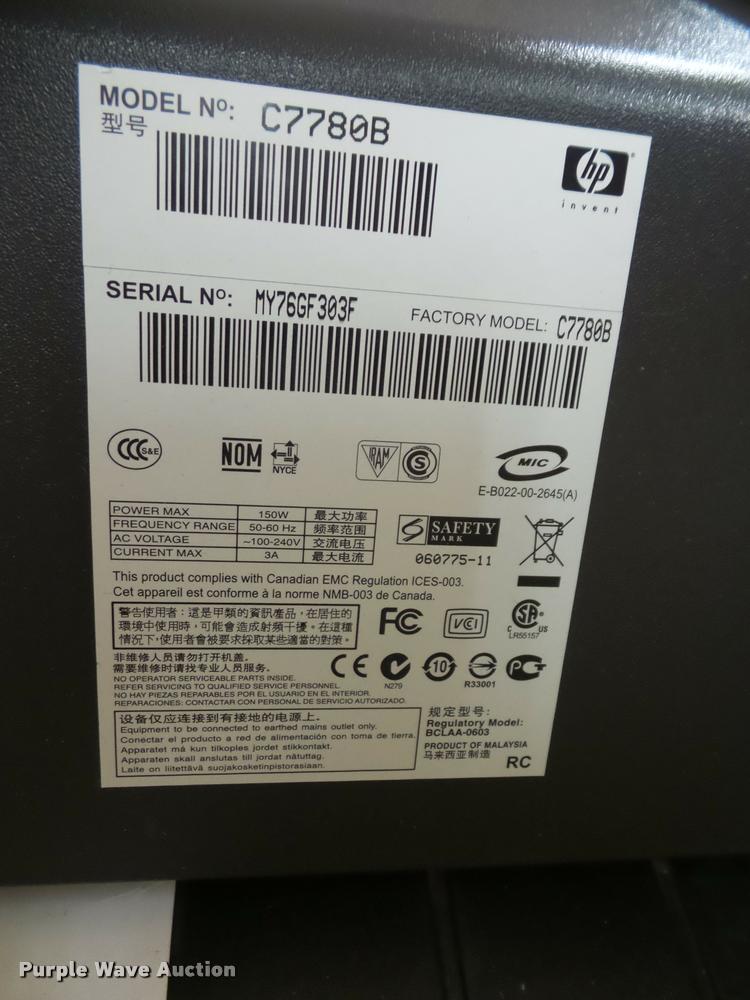 MODEL Nº: C7780B
型号
hp
invent
SERIAL Nº: MY76GF303F FACTORY MODEL: C7780B
CCC S&E
NOM
NYCE
IRAM
S
MIC
E-B022-00-2645(A)
POWER MAX 150W 最大功率
FREQUENCY RANGE 50-60 Hz 频率范围
AC VOLTAGE ~100-240V 交流电压
CURRENT MAX 3A 最大电流
SAFETY
MARK
060775-11
This product complies with Canadian EMC Regulation ICES-003.
Cet appareil est conforme à la norme NMB-003 de Canada.
警告使用者：這是甲類的資訊產品，在居住的
環境中使用時，可能會造成射頻干擾，在這種
情況下，使用者會被要求採取某些適當的對策。
FC
VCI
SA
C US
LR55157
非维修人员请勿打开机盖。
需要维修时请找专业人员服务。
NO OPERATOR SERVICEABLE PARTS INSIDE.
REFER SERVICING TO QUALIFIED SERVICE PERSONNEL.
NO HAY PIEZAS REPARABLES POR EL USUARIO EN EL INTERIOR.
REPARACIONES: CONTACTAR CON PERSONAL DE SERVICIO AUTORIZADO.
CE
N279
10
R33001
设备仅应连接到有接地的电源上.
Equipment to be connected to earthed mains outlet only.
Conectar el producto a red de alimentación con toma de tierra.
Apparatet må kun tilkoples jordet stikkontakt.
Apparaten skall anslutas till jordat nätuttag.
Laite on liitettävä suojakosketinpistorasiaan.
规定型号:
Regulatory Model:
BCLAA-0603
PRODUCT OF MALAYSIA
马来西亚制造
RC
Purple Wave Auction